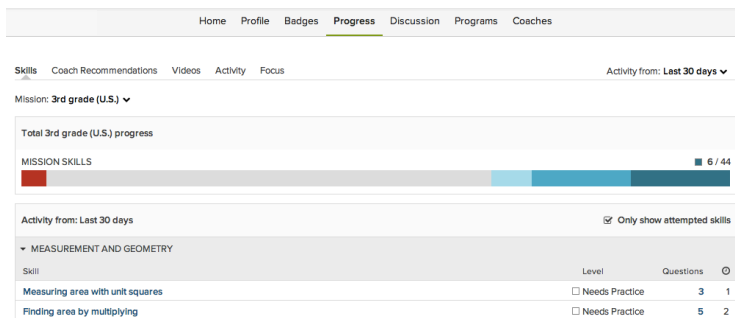 Home Profile Badges Progress Discussion Programs Coaches
Skills Coach Recommendations Videos Activity Focus Activity from: Last 30 days
Mission: 3rd grade (U.S.)
Total 3rd grade (U.S.) progress
MISSION SKILLS 6 / 44
Activity from: Last 30 days Only show attempted skills
MEASUREMENT AND GEOMETRY
Skill Level Questions
Measuring area with unit squares Needs Practice 3 1
Finding area by multiplying Needs Practice 5 2